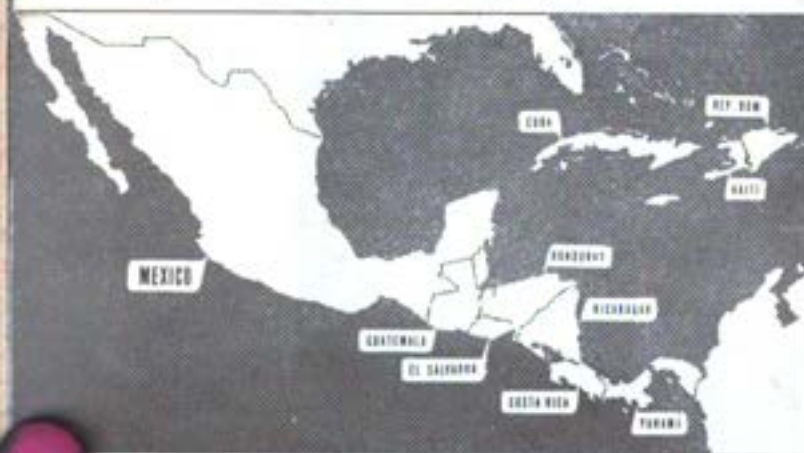 CUBA
REP. DOM
HAITI
MEXICO
HONDURAS
NICARAGUA
GUATEMALA
EL SALVADOR
COSTA RICA
PANAMA